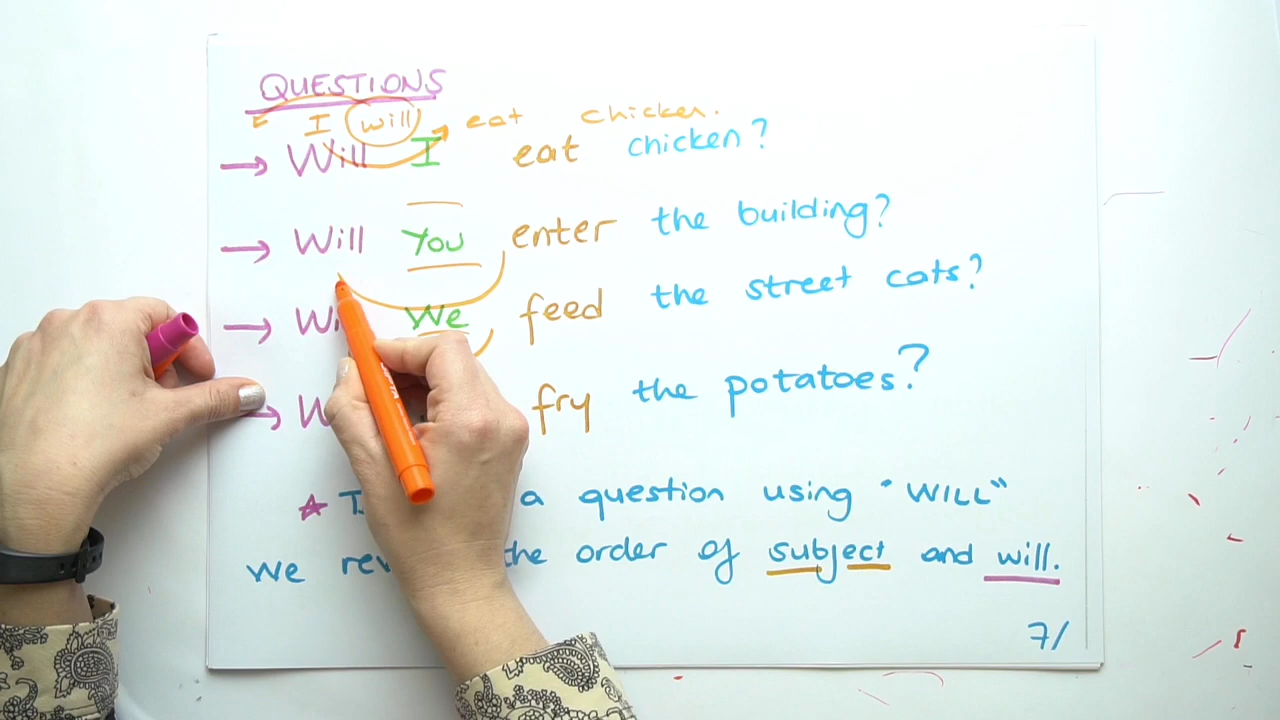 QUESTIONS
I will eat chicken.
→ Will I eat chicken?
→ Will You enter the building?
→ We feed the street cats?
→ fry the potatoes?
a question using "WILL"
we the order of subject and will.
7/